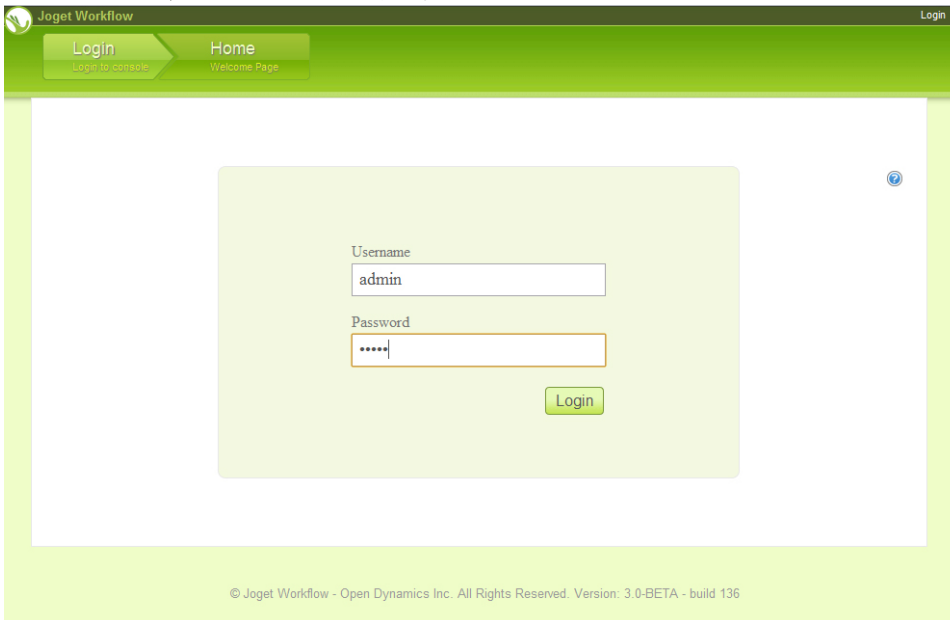 Joget Workflow
Login
Login
Login to console
Home
Welcome Page
Username
admin
Password
•••••
Login
© Joget Workflow - Open Dynamics Inc. All Rights Reserved. Version: 3.0-BETA - build 136